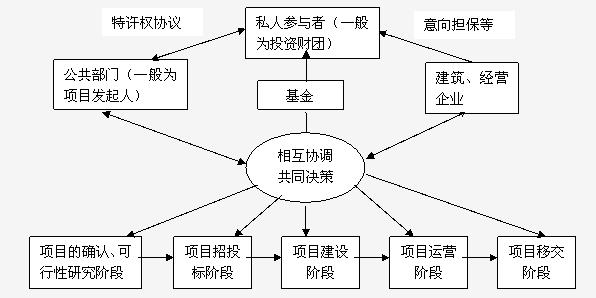 特许权协议
私人参与者（一般
为投资财团）
意向担保等
公共部门（一般为
项目发起人）
基金
建筑、经营
企业
相互协调
共同决策
项目的确认、可
行性研究阶段
项目招投
标阶段
项目建设
阶段
项目运营
阶段
项目移交
阶段